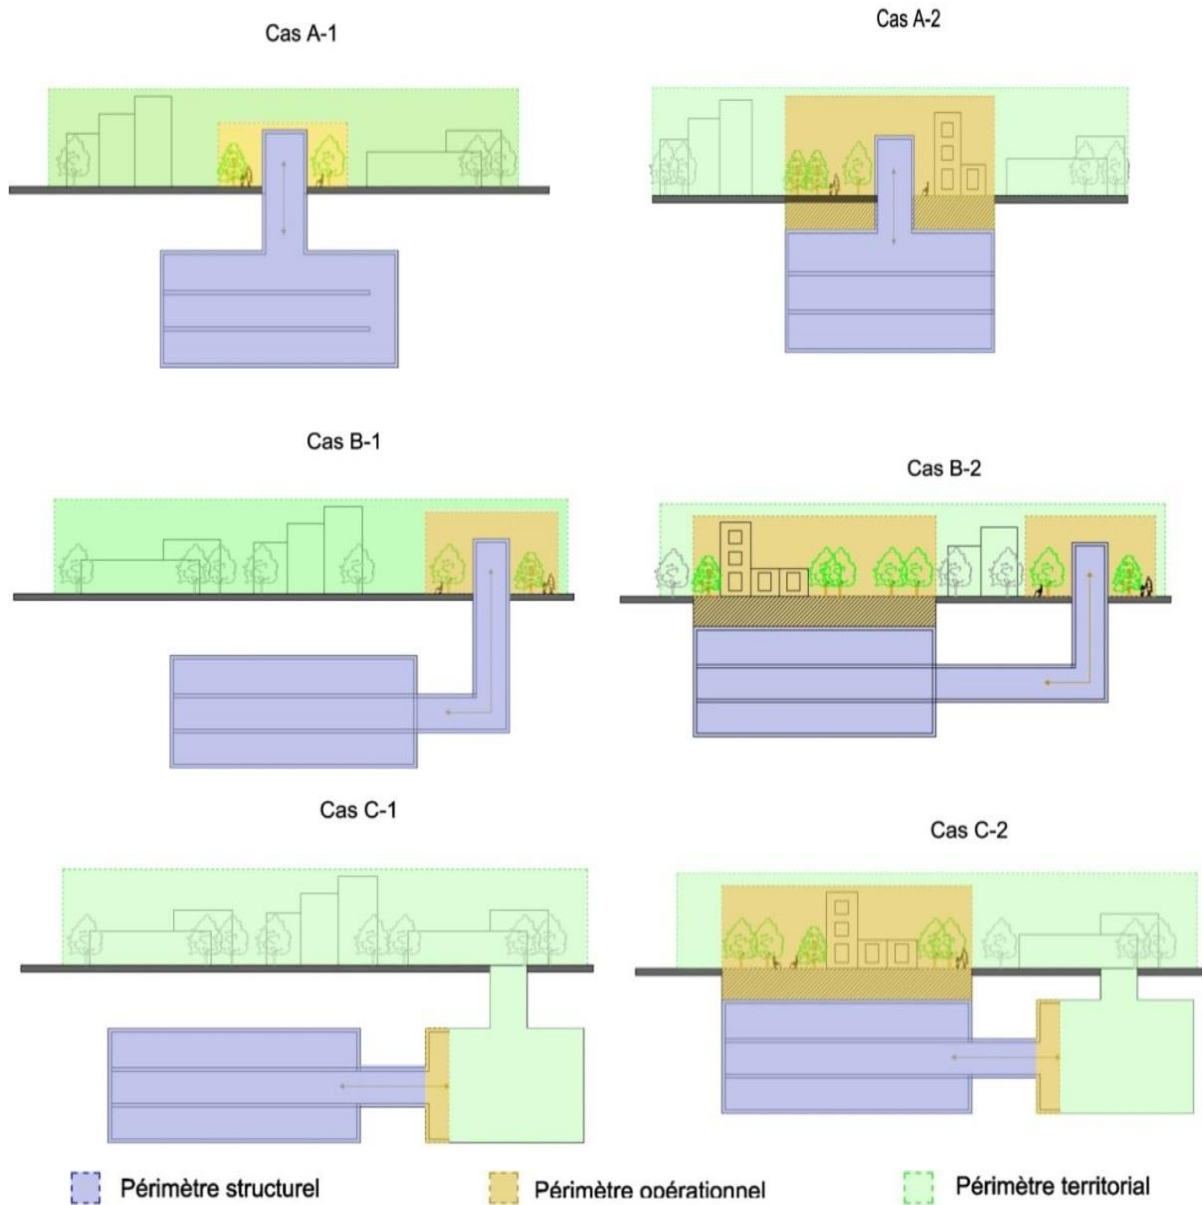 Cas A-1
Cas A-2
Cas B-1
Cas B-2
Cas C-1
Cas C-2
Périmètre structurel
Périmètre opérationnel
Périmètre territorial